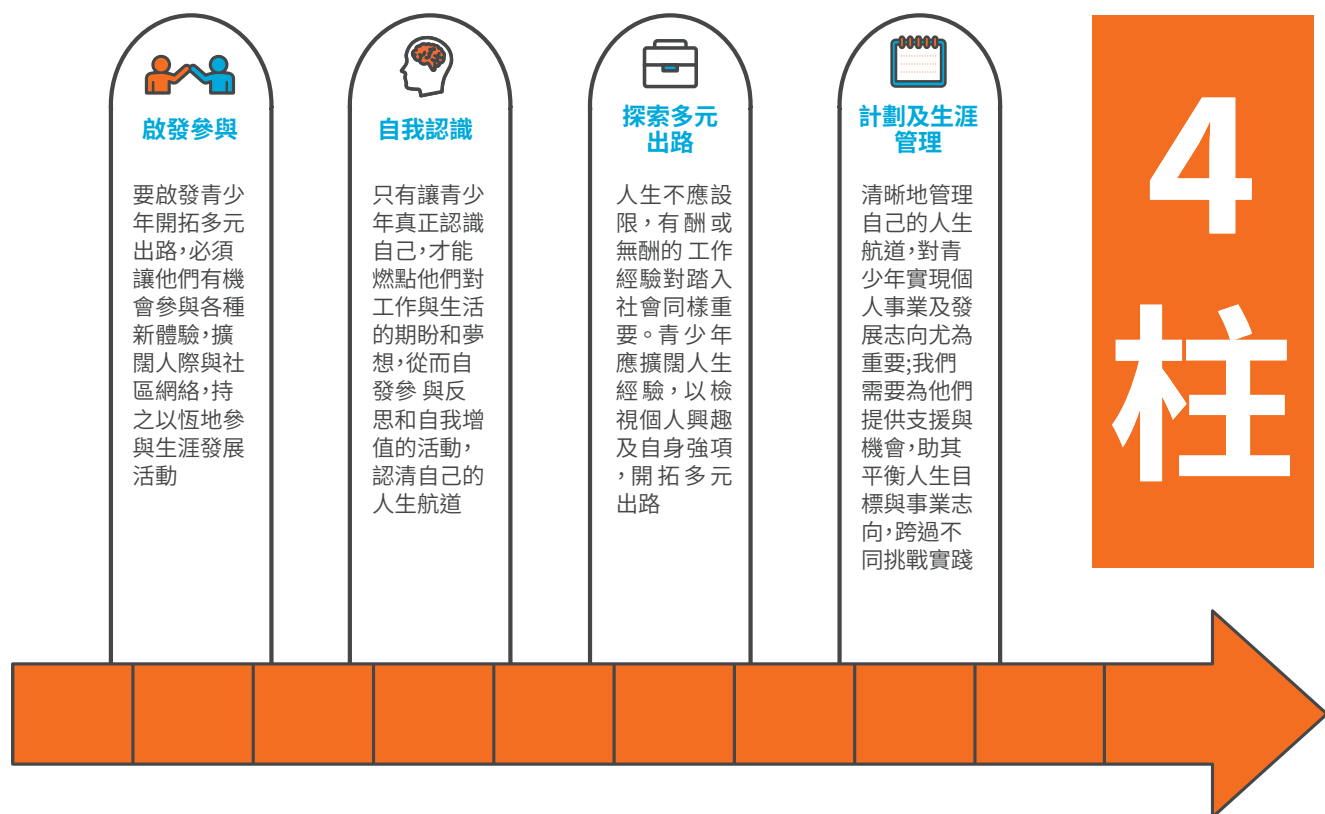 啟發參與
要啟發青少
年開拓多元
出路，必須
讓他們有機
會參與各種
新體驗，擴
闊人際與社
區網絡，持
之以恆地參
與生涯發展
活動
自我認識
只有讓青少
年真正認識
自己，才能
燃點他們對
工作與生活
的期盼和夢
想，從而自
發參 與反
思和自我增
值的活動，
認清自己的
人生航道
探索多元
出路
人生不應設
限，有酬或
無酬的工作
經驗對踏入
社會同樣重
要。青少年
應擴闊人生
經驗，以檢
視個人興趣
及自身強項
，開拓多元
出路
計劃及生涯
管理
清晰地管理
自己的人生
航道，對青
少年實現個
人事業及發
展志向尤為
重要;我們
需要為他們
提供支援與
機會，助其
平衡人生目
標與事業志
向，跨過不
同挑戰實踐
4
柱